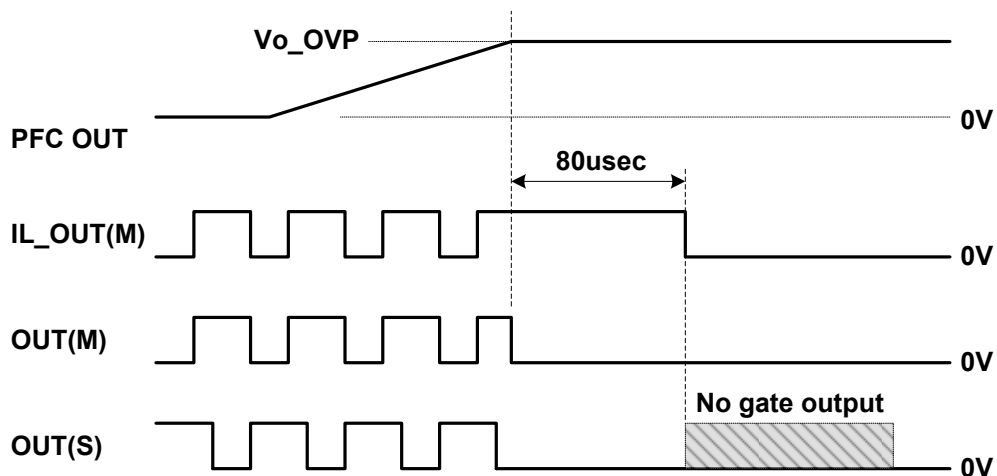 Vo_OVP
0V
PFC OUT
80usec
IL_OUT(M)
0V
OUT(M)
0V
No gate output
OUT(S)
0V